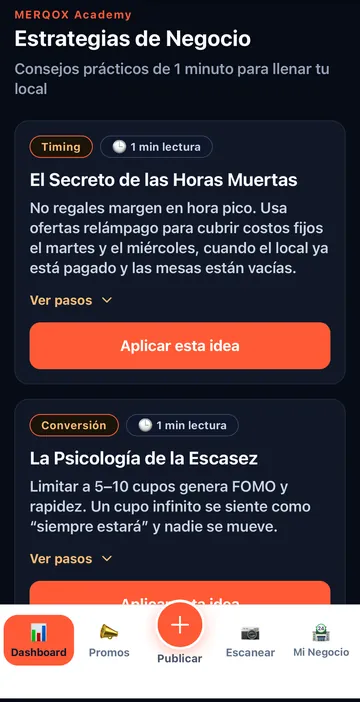 MERQOX Academy
Estrategias de Negocio
Consejos prácticos de 1 minuto para llenar tu
local
Timing
1 min lectura
El Secreto de las Horas Muertas
No regales margen en hora pico. Usa
ofertas relámpago para cubrir costos fijos
el martes y el miércoles, cuando el local ya
está pagado y las mesas están vacías.
Ver pasos
Aplicar esta idea
Conversión
1 min lectura
La Psicología de la Escasez
Limitar a 5–10 cupos genera FOMO y
rapidez. Un cupo infinito se siente como
“siempre estará” y nadie se mueve.
Ver pasos
Aplicar esta idea
Dashboard
Promos
Publicar
Escanear
Mi Negocio